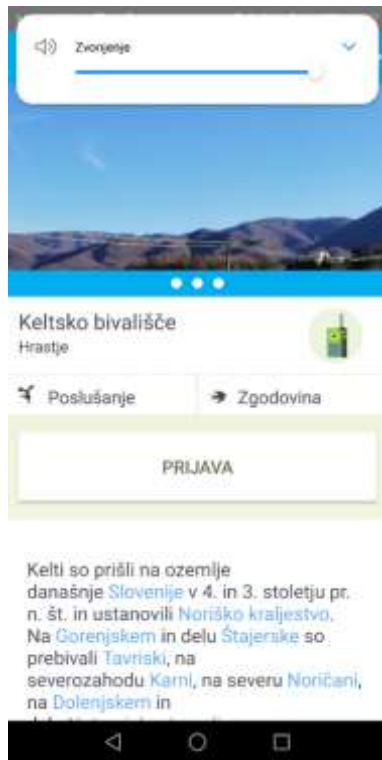 Zvonjenje
Keltsko bivališče
Hrastje
Poslušanje
Zgodovina
PRIJAVA
Kelti so prišli na ozemlje
današnje Slovenije v 4. in 3. stoletju pr.
n. št. in ustanovili Noriško kraljestvo.
Na Gorenjskem in delu Štajerske so
prebivali Tavriski, na
severozahodu Karni, na severu Noričani,
na Dolenjskem in